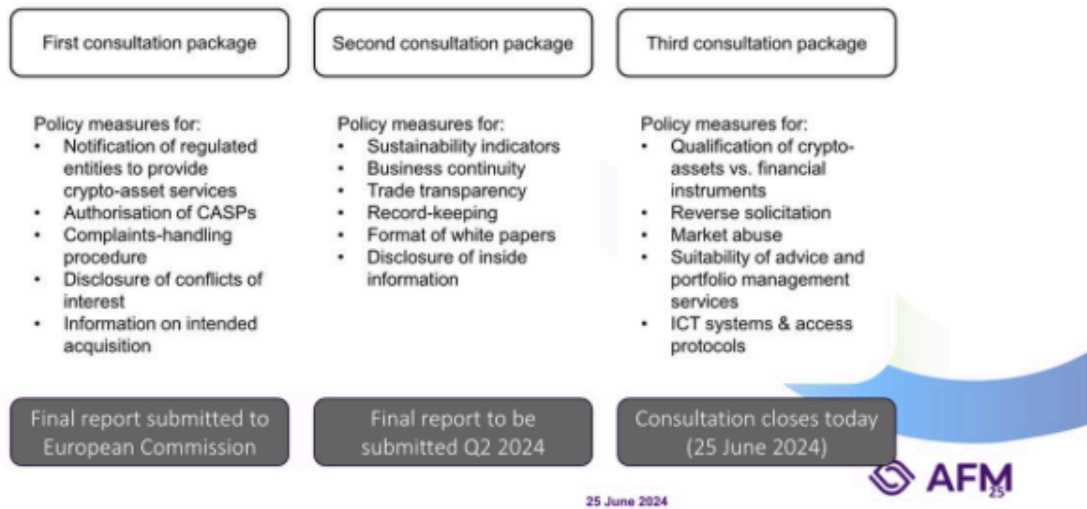 First consultation package
Policy measures for:
• Notification of regulated
entities to provide
crypto-asset services
• Authorisation of CASPs
• Complaints-handling
procedure
• Disclosure of conflicts of
interest
• Information on intended
acquisition
Final report submitted to
European Commission
Second consultation package
Policy measures for:
• Sustainability indicators
• Business continuity
• Trade transparency
• Record-keeping
• Format of white papers
• Disclosure of inside
information
Final report to be
submitted Q2 2024
Third consultation package
Policy measures for:
• Qualification of crypto-
assets vs. financial
instruments
• Reverse solicitation
• Market abuse
• Suitability of advice and
portfolio management
services
• ICT systems & access
protocols
Consultation closes today
(25 June 2024)
25 June 2024
AFM
25